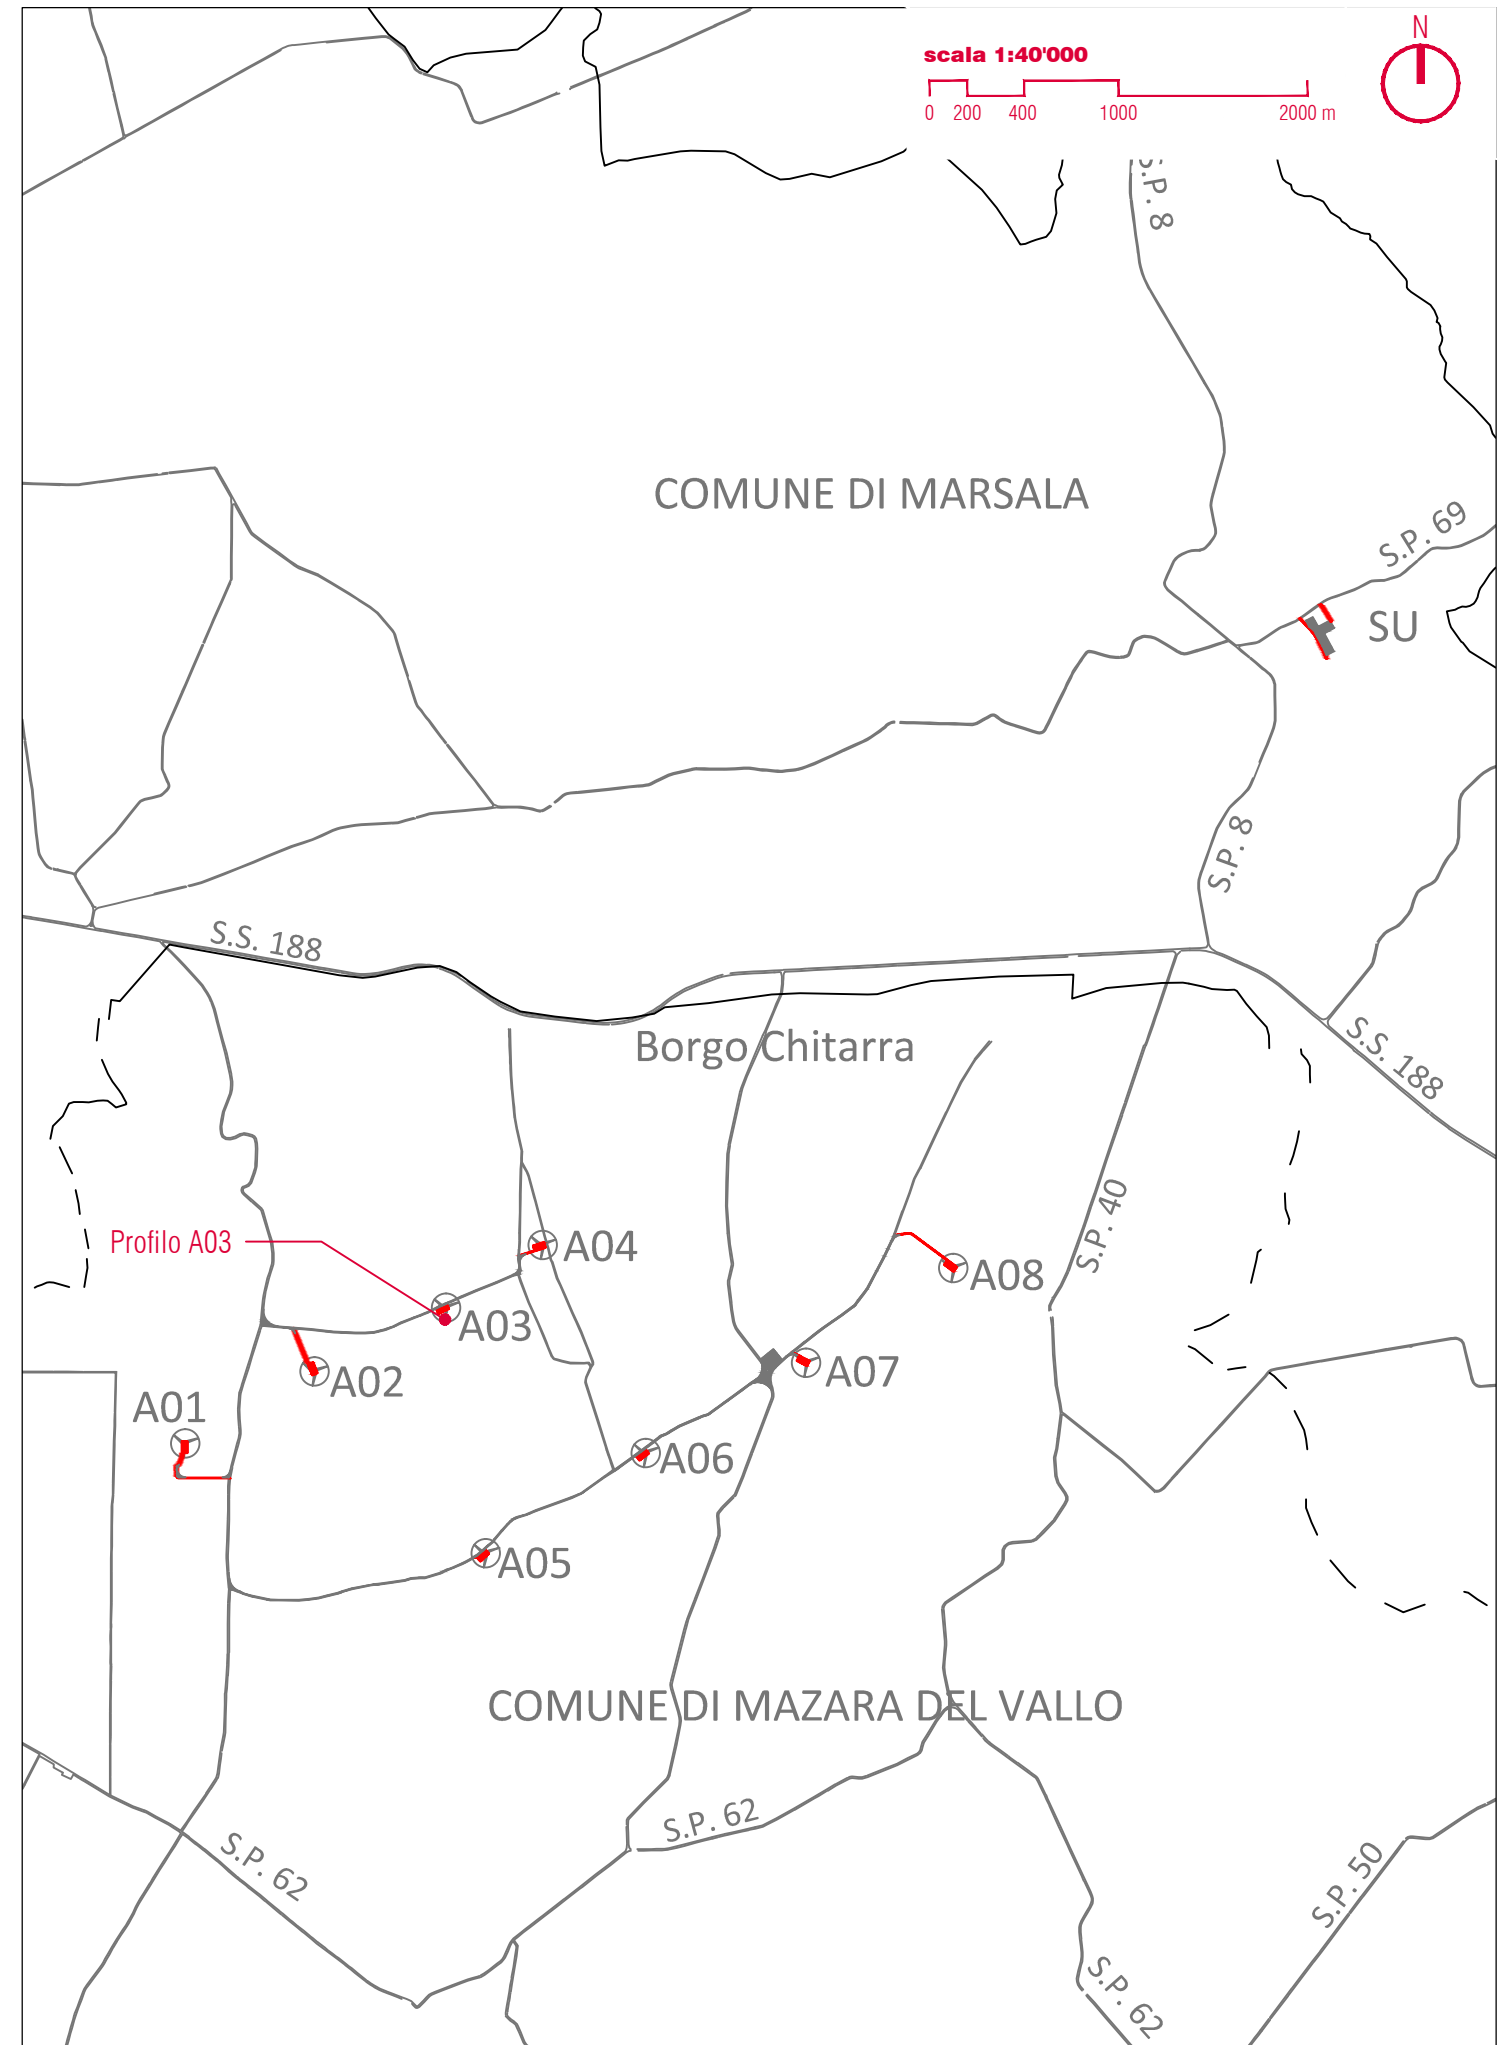 N
scala 1:40'000
0 200 400 1000 2000 m
S.P. 8
COMUNE DI MARSALA
S.P. 69
SU
S.P. 8
S.S. 188
Borgo Chitarra
S.S. 188
S.P. 40
Profilo A03
A04
A08
A03
A07
A02
A01
A06
A05
COMUNE DI MAZARA DEL VALLO
S.P. 62
S.P. 62
S.P. 50
S.P. 62